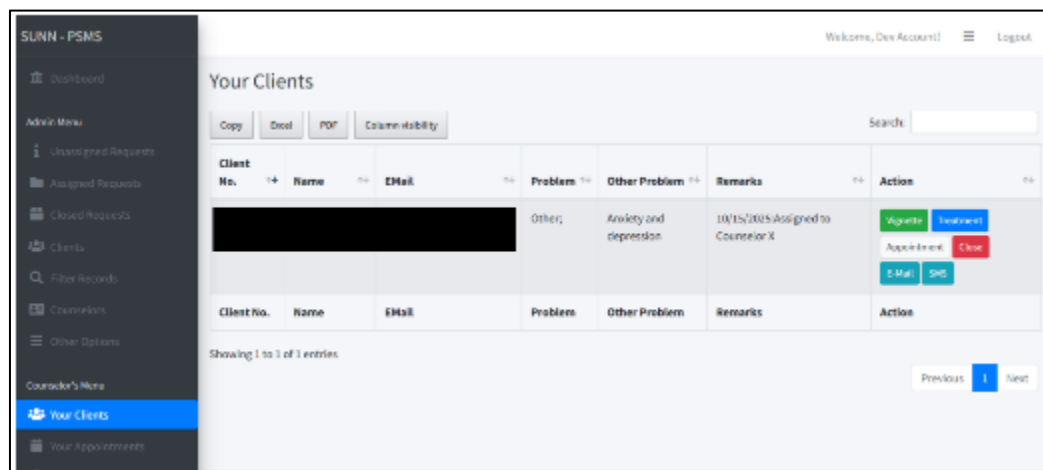 SUNN - PSMS
Welcome, Dev Account!
Logout
Dashboard
Admin Menu
Unassigned Requests
Assigned Requests
Closed Requests
Clients
Filter Records
Counselors
Other Options
Counselor's Menu
Your Clients
Your Appointments
Your Clients
Copy Excel PDF Column visibility
Search:
Client No. Name EMail Problem Other Problem Remarks Action
Other; Anxiety and depression 10/15/2025:Assigned to Counselor X
Vignette Treatment
Appointment Close
E-Mail SMS
Client No. Name EMail Problem Other Problem Remarks Action
Showing 1 to 1 of 1 entries
Previous 1 Next